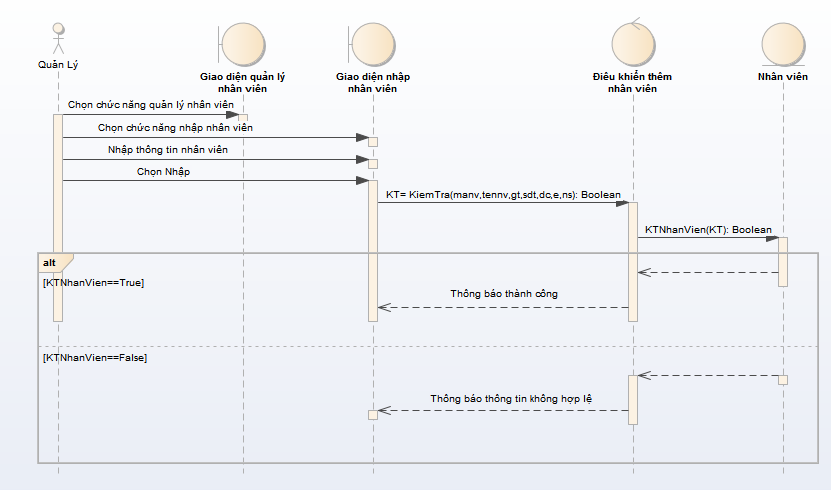 Quản Lý
Giao diện quản lý
nhân viên
Giao diện nhập
nhân viên
Điều khiển thêm
nhân viên
Nhân viên
Chọn chức năng quản lý nhân viên
Chọn chức năng nhập nhân viên
Nhập thông tin nhân viên
Chọn Nhập
KT= KiemTra(manv,tennv,gt,sdt,dc,e,ns): Boolean
KTNhanVien(KT): Boolean
alt
[KTNhanVien==True]
Thông báo thành công
[KTNhanVien==False]
Thông báo thông tin không hợp lệ